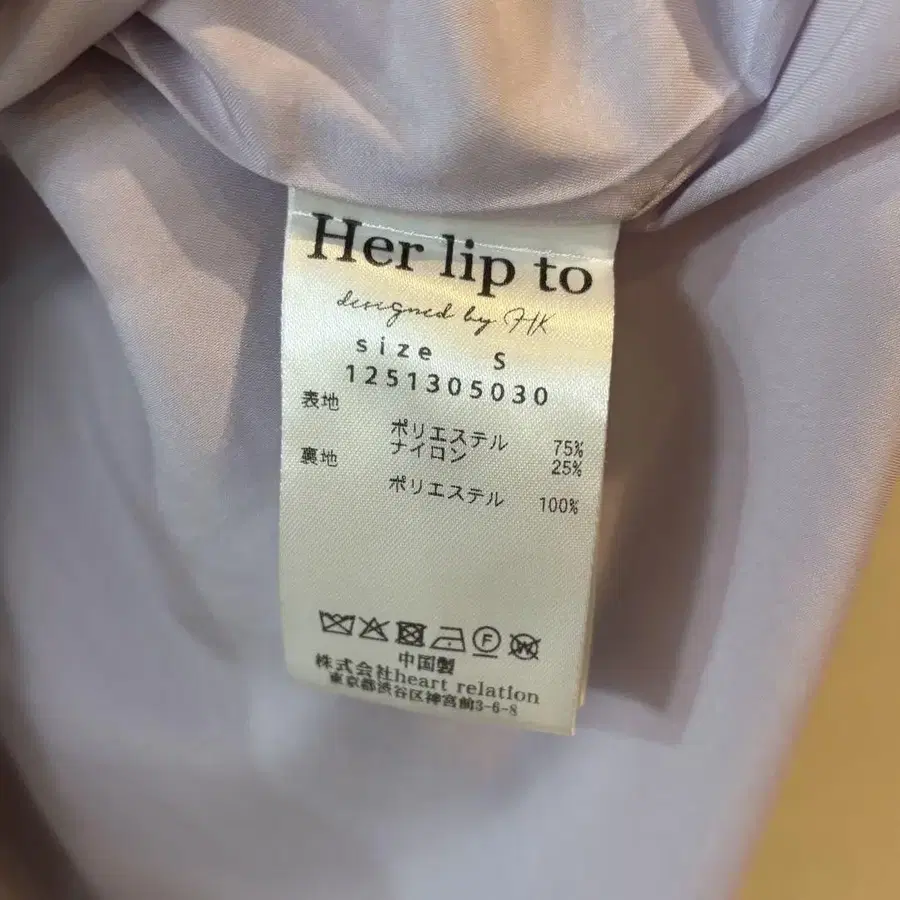 Her lip to
designed by HK
size S
1251305030
表地
ポリエステル 75%
ナイロン 25%
裏地
ポリエステル 100%
F W
中国製
株式会社heart relation
東京都渋谷区神宮前3-6-8